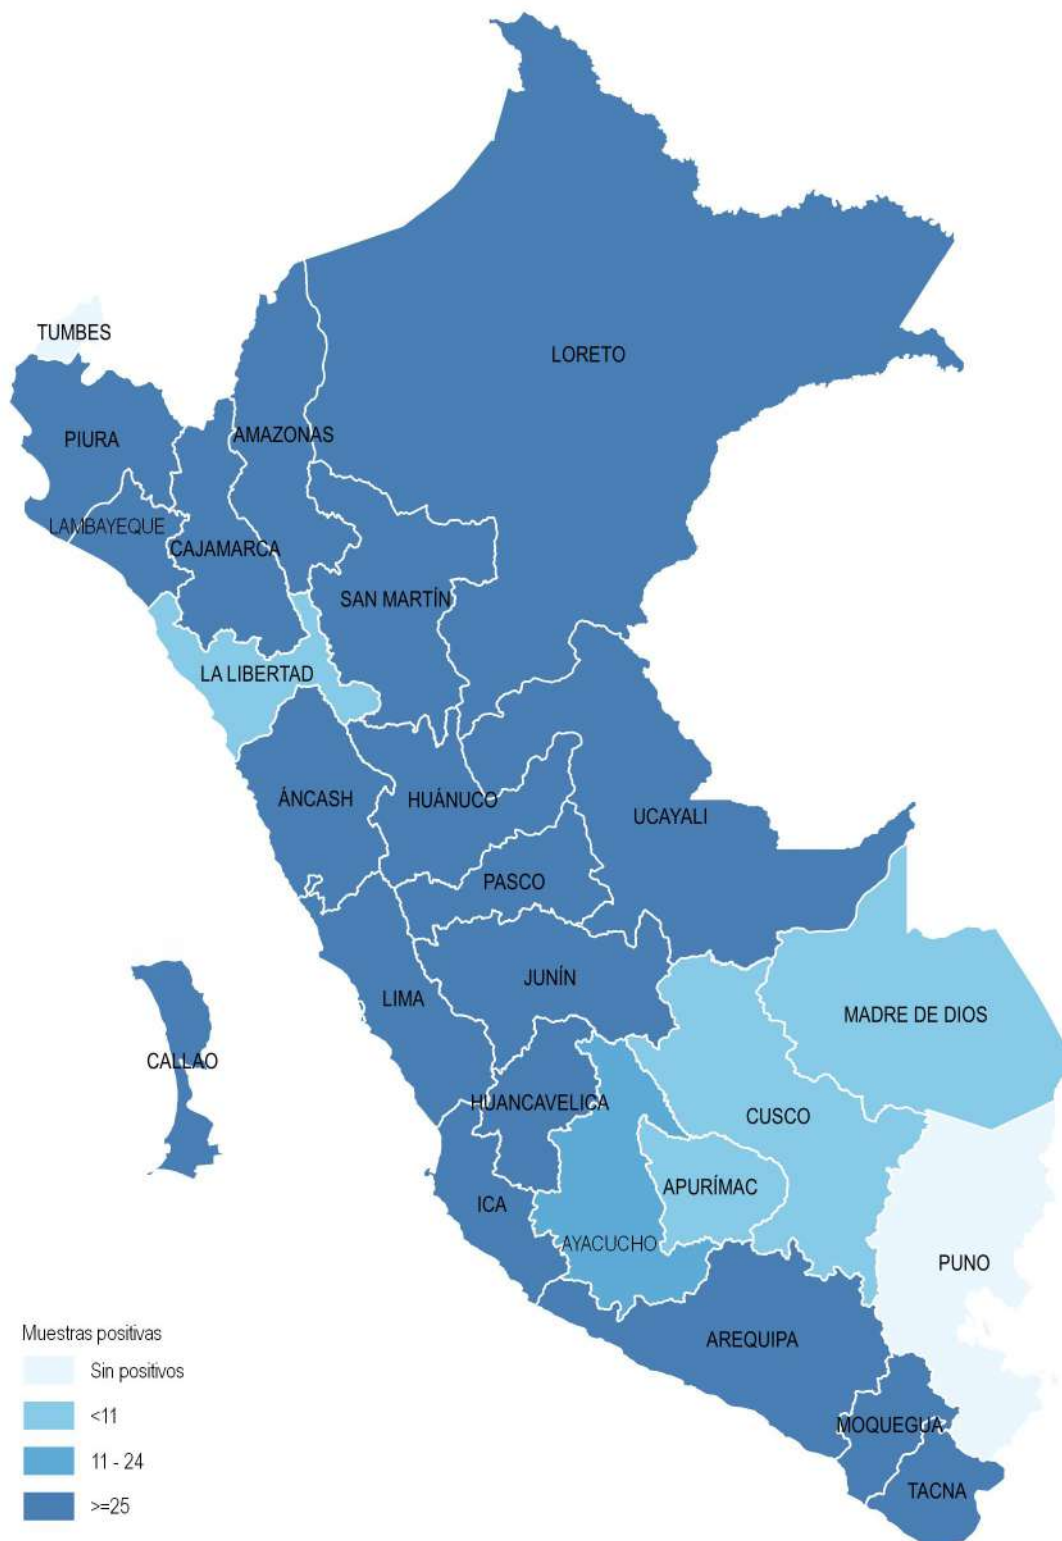 TUMBES
LORETO
PIURA
AMAZONAS
LAMBAYEQUE
CAJAMARCA
SAN MARTÍN
LA LIBERTAD
ÁNCASH
HUÁNUCO
UCAYALI
PASCO
JUNÍN
LIMA
MADRE DE DIOS
CALLAO
HUANCAVELICA
CUSCO
APURÍMAC
ICA
AYACUCHO
PUNO
AREQUIPA
MOQUEGUA
TACNA
Muestras positivas
Sin positivos
<11
11 - 24
>=25